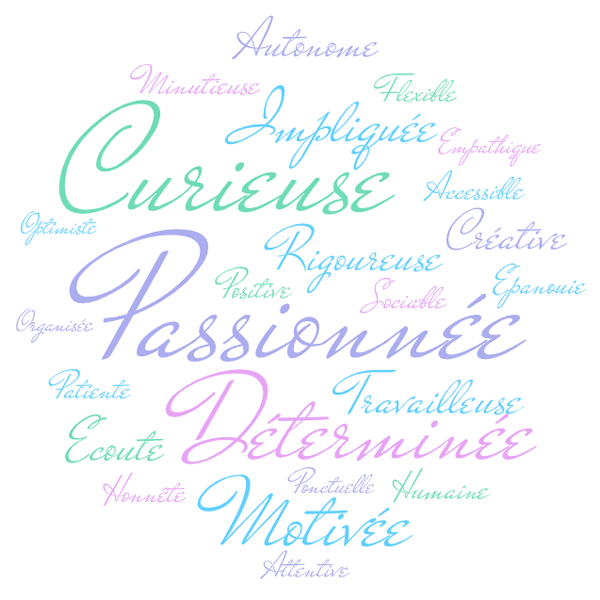 Autonome
Minutieuse
Flexible
Impliquée
Empathique
Curieuse
Accessible
Optimiste
Créative
Rigoureuse
Positive
Sociable
Epanouie
Passionnée
Organisée
Patiente
Travailleuse
Déterminée
Ecoute
Honnête
Ponctuelle
Humaine
Motivée
Attentive